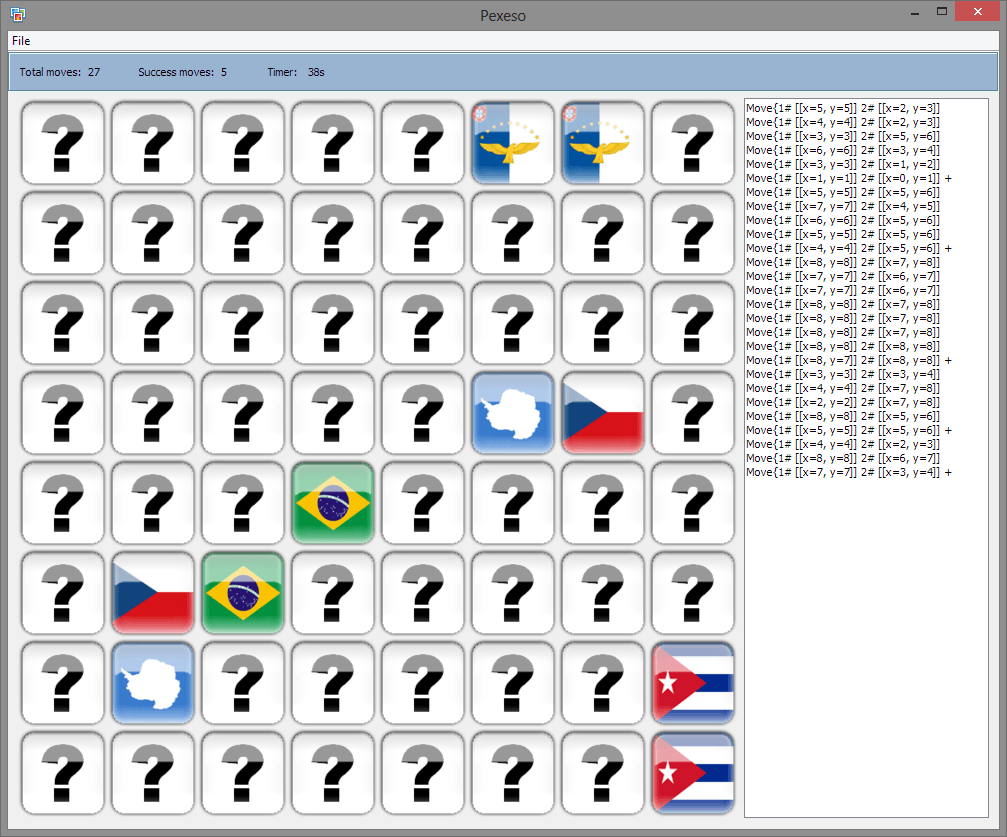 Pexeso
File
Total moves: 27 Success moves: 5 Timer: 38s
Move{1# [[x=5, y=5]] 2# [[x=2, y=3]]
Move{1# [[x=4, y=4]] 2# [[x=2, y=3]]
Move{1# [[x=3, y=3]] 2# [[x=5, y=6]]
Move{1# [[x=6, y=6]] 2# [[x=3, y=4]]
Move{1# [[x=3, y=3]] 2# [[x=1, y=2]]
Move{1# [[x=1, y=1]] 2# [[x=0, y=1]] +
Move{1# [[x=5, y=5]] 2# [[x=5, y=6]]
Move{1# [[x=7, y=7]] 2# [[x=4, y=5]]
Move{1# [[x=6, y=6]] 2# [[x=5, y=6]]
Move{1# [[x=5, y=5]] 2# [[x=5, y=6]]
Move{1# [[x=4, y=4]] 2# [[x=5, y=6]] +
Move{1# [[x=8, y=8]] 2# [[x=7, y=8]]
Move{1# [[x=7, y=7]] 2# [[x=6, y=7]]
Move{1# [[x=7, y=7]] 2# [[x=6, y=7]]
Move{1# [[x=8, y=8]] 2# [[x=7, y=8]]
Move{1# [[x=8, y=8]] 2# [[x=7, y=8]]
Move{1# [[x=8, y=8]] 2# [[x=7, y=8]]
Move{1# [[x=8, y=8]] 2# [[x=8, y=8]]
Move{1# [[x=8, y=7]] 2# [[x=8, y=8]] +
Move{1# [[x=3, y=3]] 2# [[x=3, y=4]]
Move{1# [[x=4, y=4]] 2# [[x=7, y=8]]
Move{1# [[x=2, y=2]] 2# [[x=7, y=8]]
Move{1# [[x=8, y=8]] 2# [[x=5, y=6]]
Move{1# [[x=5, y=5]] 2# [[x=5, y=6]] +
Move{1# [[x=4, y=4]] 2# [[x=2, y=3]]
Move{1# [[x=8, y=8]] 2# [[x=6, y=7]]
Move{1# [[x=7, y=7]] 2# [[x=3, y=4]] +
? ? ? ? ? ?
? ? ? ? ? ? ? ?
? ? ? ? ? ? ? ?
? ? ? ? ? ?
? ? ? ? ? ? ?
? ? ? ? ? ?
? ? ? ? ? ?
? ? ? ? ? ? ?